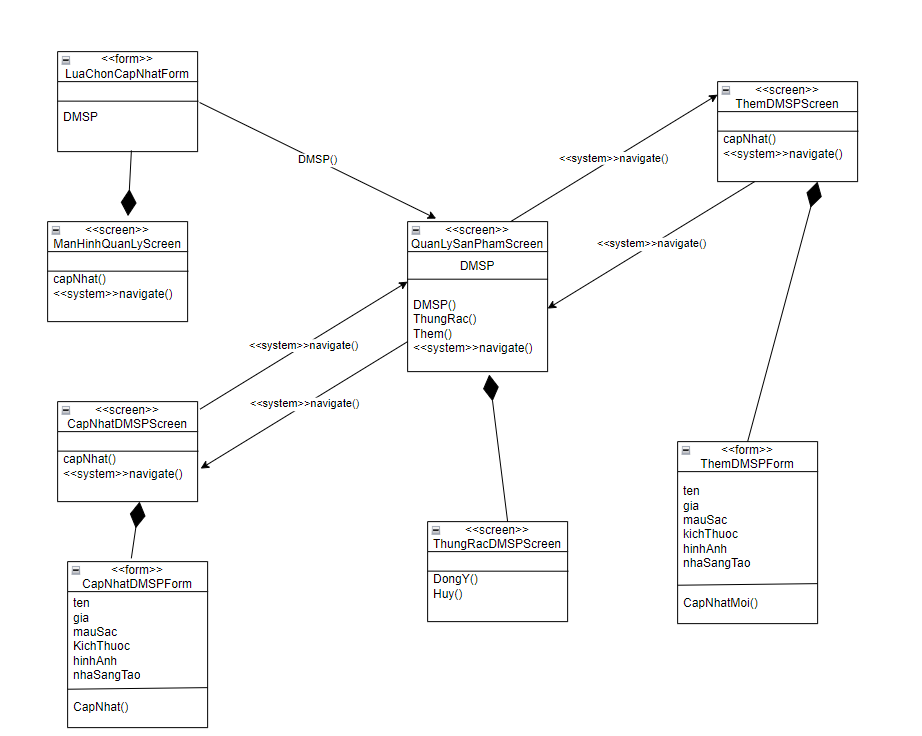 <<form>>
LuaChonCapNhatForm
DMSP
<<screen>>
ManHinhQuanLyScreen
capNhat()
<<system>>navigate()
DMSP()
<<screen>>
QuanLySanPhamScreen
DMSP
DMSP()
ThungRac()
Them()
<<system>>navigate()
<<system>>navigate()
<<system>>navigate()
<<screen>>
ThemDMSPScreen
capNhat()
<<system>>navigate()
<<system>>navigate()
<<system>>navigate()
<<screen>>
CapNhatDMSPScreen
capNhat()
<<system>>navigate()
<<form>>
CapNhatDMSPForm
ten
gia
mauSac
KichThuoc
hinhAnh
nhaSangTao
CapNhat()
<<screen>>
ThungRacDMSPScreen
DongY()
Huy()
<<form>>
ThemDMSPForm
ten
gia
mauSac
kichThuoc
hinhAnh
nhaSangTao
CapNhatMoi()